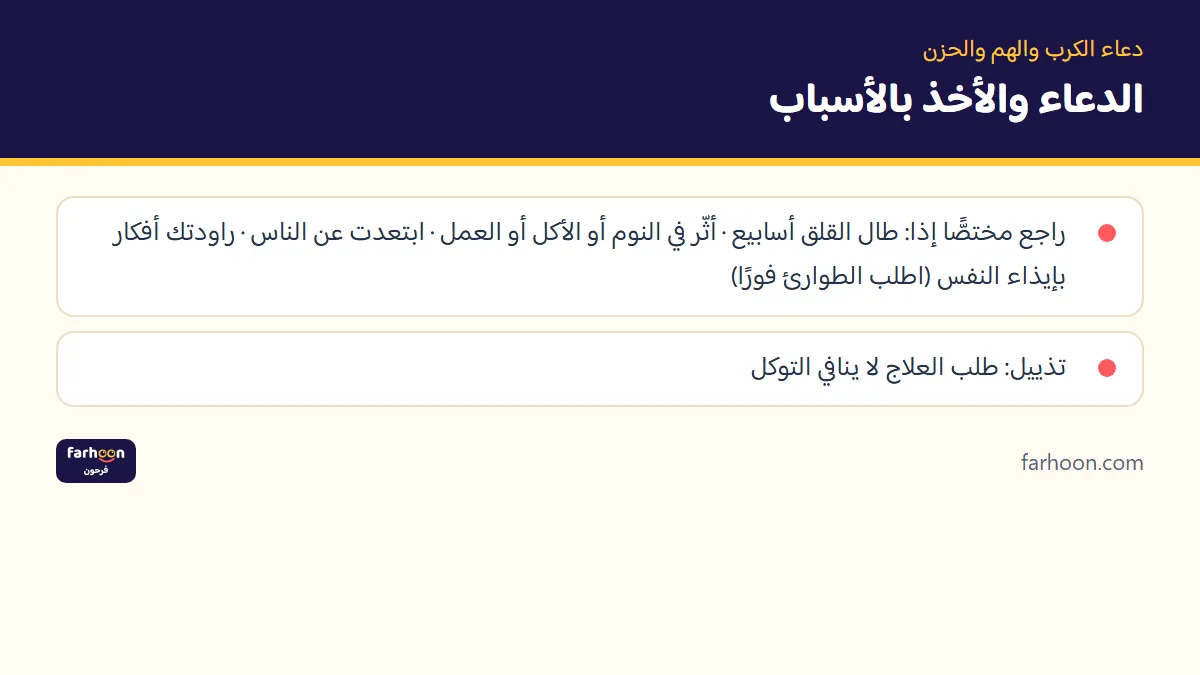 دعاء الكرب والهم والحزن
الدعاء والأخذ بالأسباب
راجع مختصًّا إذا: طال القلق أسابيع · أثّر في النوم أو الأكل أو العمل · ابتعدت عن الناس · راودتك أفكار
بإيذاء النفس (اطلب الطوارئ فورًا)
تذييل: طلب العلاج لا ينافي التوكل
farhoon
فرحون
farhoon.com